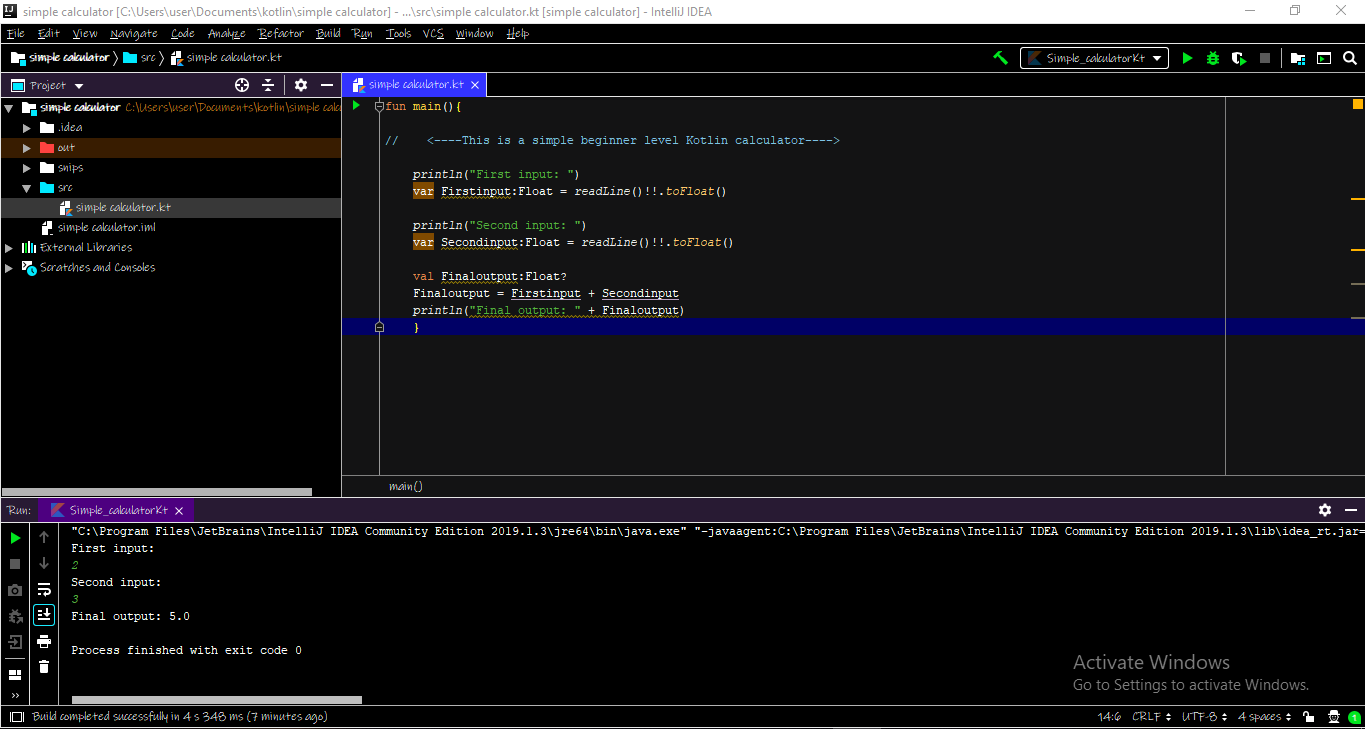 simple calculator [C:\Users\user\Documents\kotlin\simple calculator] - ...\src\simple calculator.kt [simple calculator] - IntelliJ IDEA
File Edit View Navigate Code Analyze Refactor Build Run Tools VCS Window Help
simple calculator src simple calculator.kt Simple_calculatorKt
Project simple calculator.kt
simple calculator C:\Users\user\Documents\kotlin\simple calc
.idea
out
snips
src
simple calculator.kt
simple calculator.iml
External Libraries
Scratches and Consoles
fun main(){
// <----This is a simple beginner level Kotlin calculator---->
println("First input: ")
var Firstinput:Float = readLine()!!.toFloat()
println("Second input: ")
var Secondinput:Float = readLine()!!.toFloat()
val Finaloutput:Float?
Finaloutput = Firstinput + Secondinput
println("Final output: " + Finaloutput)
}
main()
Run: Simple_calculatorKt
"C:\Program Files\JetBrains\IntelliJ IDEA Community Edition 2019.1.3\jre64\bin\java.exe" "-javaagent:C:\Program Files\JetBrains\IntelliJ IDEA Community Edition 2019.1.3\lib\idea_rt.jar=
First input:
2
Second input:
3
Final output: 5.0
Process finished with exit code 0
Activate Windows
Go to Settings to activate Windows.
Build completed successfully in 4 s 348 ms (7 minutes ago) 14:6 CRLF UTF-8 4 spaces 1